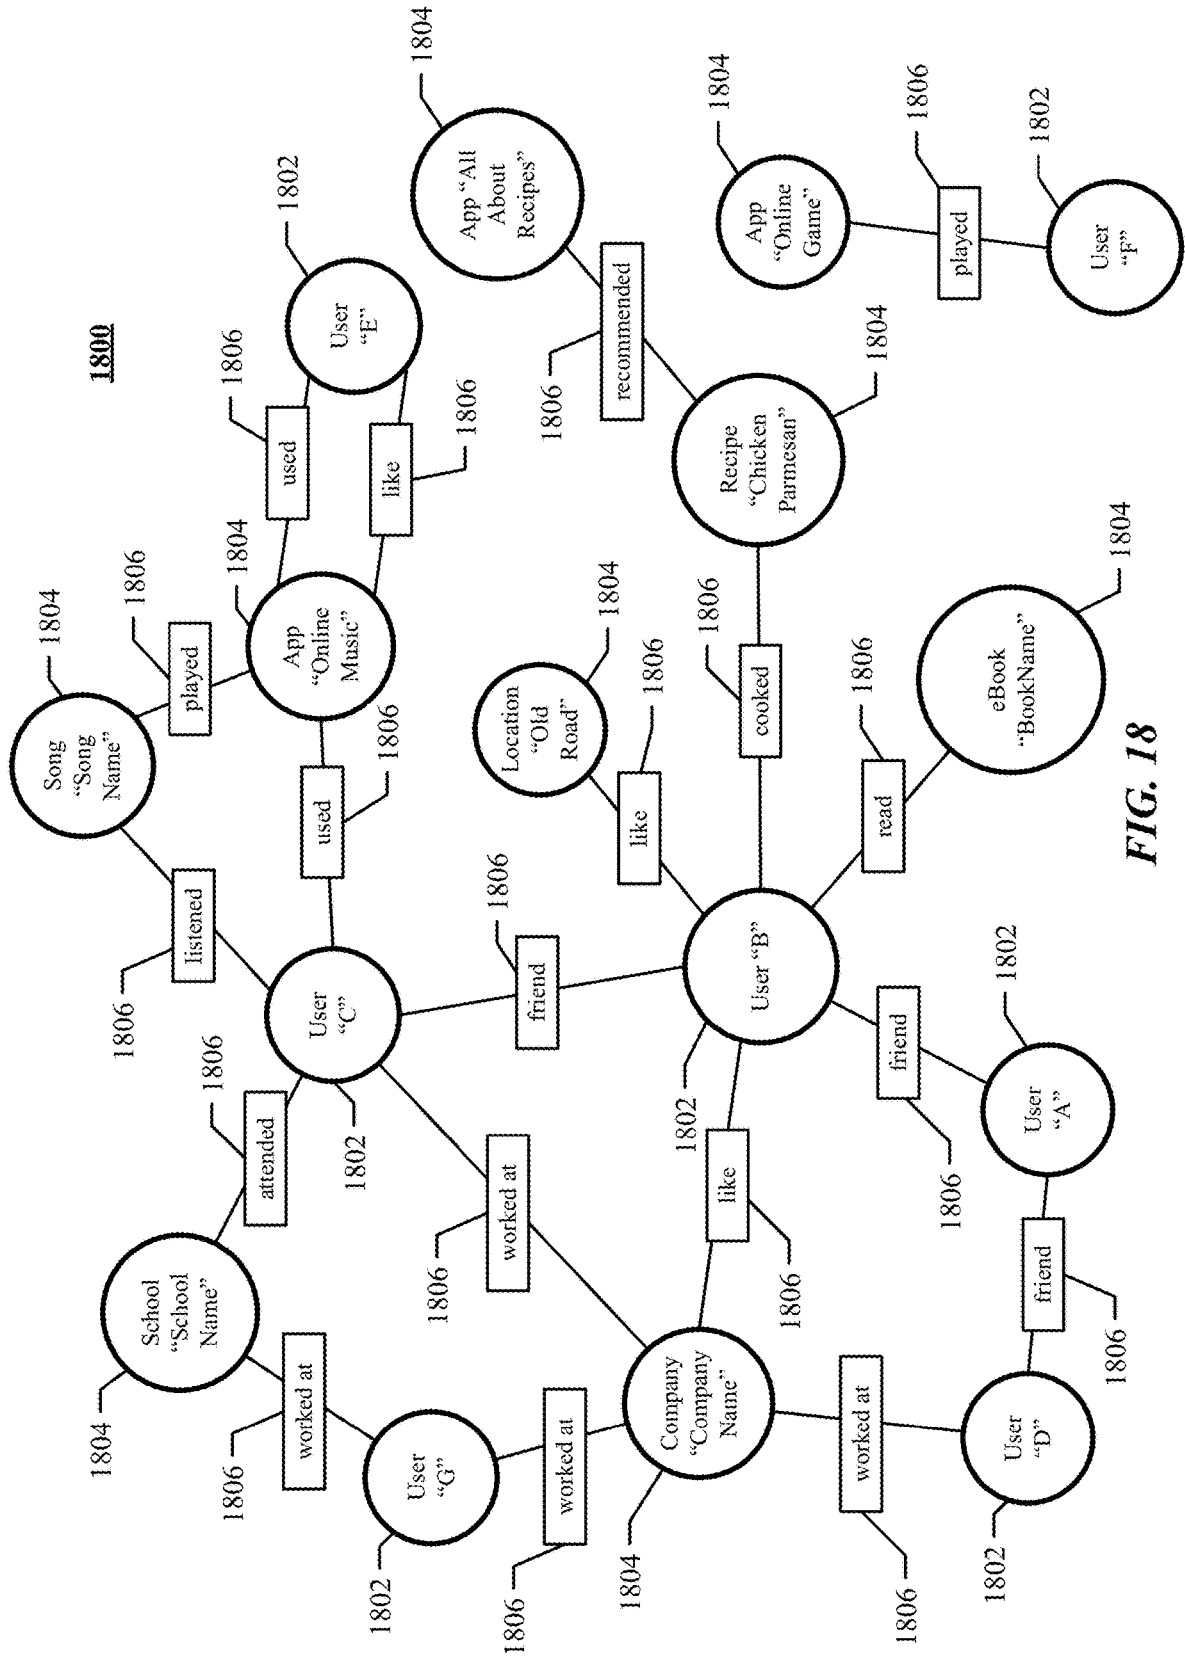 1800
Song
“Song
Name”
1804
1804
1806
1806
School
“School
Name”
listened
played
1806
1806
1806
1804
attended
used
1802
worked at
App
“Online
Music”
User
“C”
used
User
“E”
1802
1802
1806
like
User
“G”
1804
1806
1806
App “All
About
Recipes”
1806
worked at
1806
Location
“Old
Road”
friend
1806
worked at
1804
recommended
1804
like
1806
Company
“Company
Name”
1802
1806
1804
like
Recipe
“Chicken
Parmesan”
User “B”
cooked
App
“Online
Game”
1806
worked at
1806
1804
read
friend
1806
1806
1806
played
1802
eBook
“BookName”
1802
User
“D”
User
“A”
1802
friend
User
“F”
1806
1804
FIG. 18